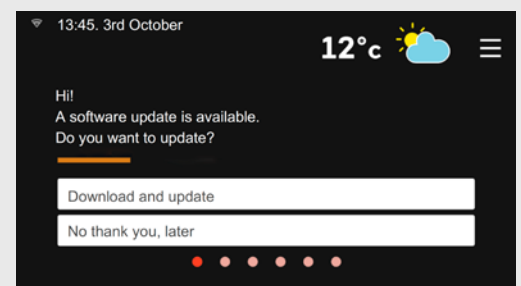 13:45. 3rd October
12°c
Hi!
A software update is available.
Do you want to update?
Download and update
No thank you, later